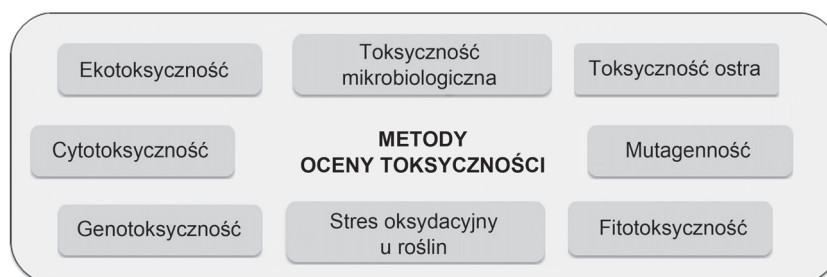 Ekotoksyczność
Toksyczność
mikrobiologiczna
Toksyczność ostra
Cytotoksyczność
METODY
OCENY TOKSYCZNOŚCI
Mutagenność
Genotoksyczność
Stres oksydacyjny
u roślin
Fitotoksyczność